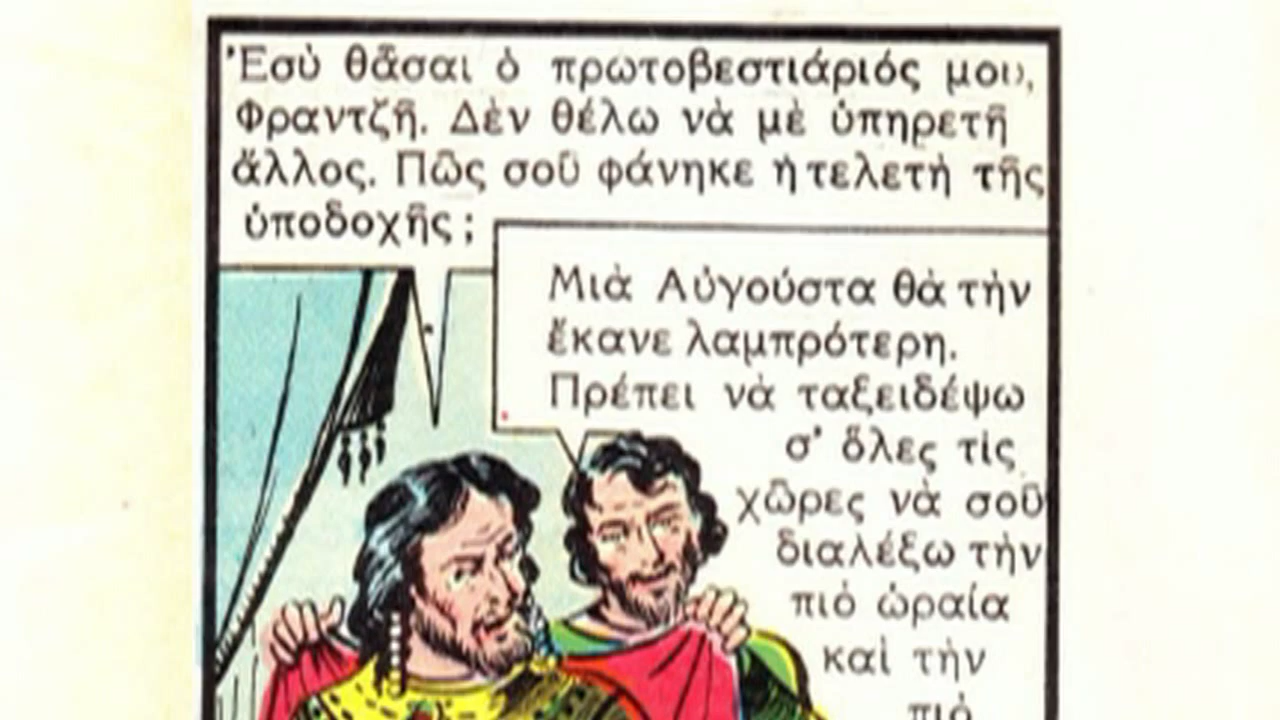 Ἐσὺ θἆσαι ὁ πρωτοβεστιάριός μου,
Φραντζῆ. Δὲν θέλω νὰ μὲ ὑπηρετῆ
ἄλλος. Πῶς σοῦ φάνηκε ἡ τελετὴ τῆς
ὑποδοχῆς;
Μιὰ Αὐγούστα θὰ τὴν
ἔκανε λαμπρότερη.
Πρέπει νὰ ταξειδέψω
σ' ὅλες τὶς
χῶρες νὰ σοῦ
διαλέξω τὴν
πιὸ ὡραία
καὶ τὴν
πιὸ